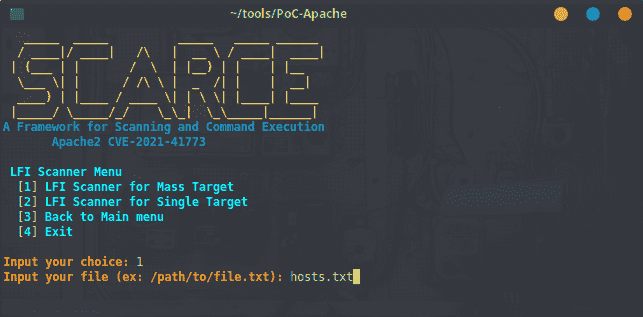 ~/tools/PoC-Apache
SCARCE
A Framework for Scanning and Command Execution
Apache2 CVE-2021-41773
LFI Scanner Menu
[1] LFI Scanner for Mass Target
[2] LFI Scanner for Single Target
[3] Back to Main menu
[4] Exit
Input your choice: 1
Input your file (ex: /path/to/file.txt): hosts.txt